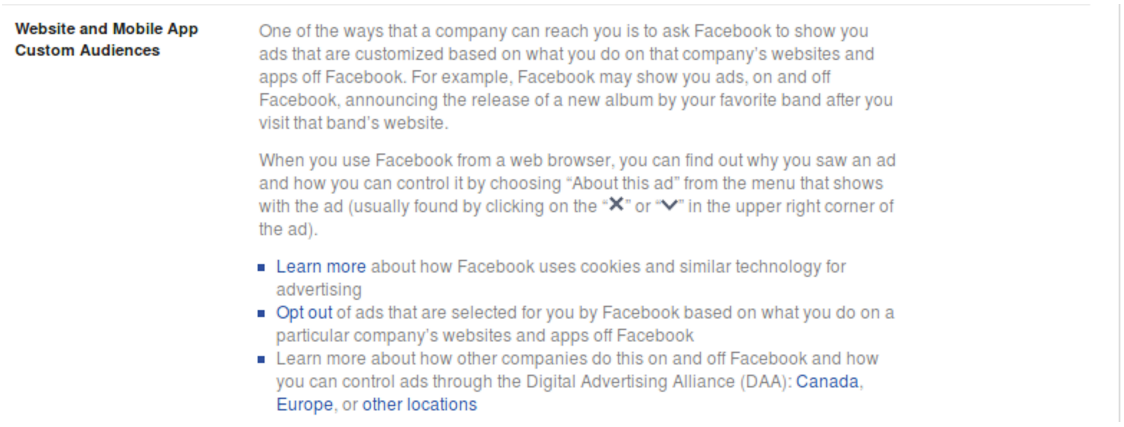 Website and Mobile App
Custom Audiences
One of the ways that a company can reach you is to ask Facebook to show you
ads that are customized based on what you do on that company’s websites and
apps off Facebook. For example, Facebook may show you ads, on and off
Facebook, announcing the release of a new album by your favorite band after you
visit that band’s website.
When you use Facebook from a web browser, you can find out why you saw an ad
and how you can control it by choosing “About this ad” from the menu that shows
with the ad (usually found by clicking on the “✕” or “⌄” in the upper right corner of
the ad).
Learn more about how Facebook uses cookies and similar technology for
advertising
Opt out of ads that are selected for you by Facebook based on what you do on a
particular company’s websites and apps off Facebook
Learn more about how other companies do this on and off Facebook and how
you can control ads through the Digital Advertising Alliance (DAA): Canada,
Europe, or other locations